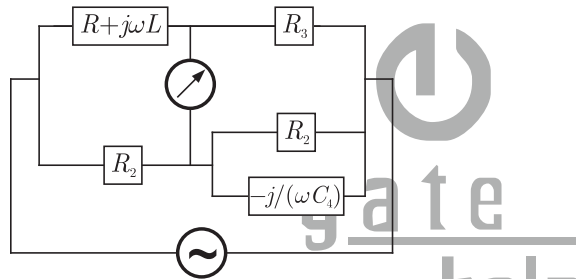 R+jωL
R₃
R₂
R₂
−j/(ωC₄)
~
gate